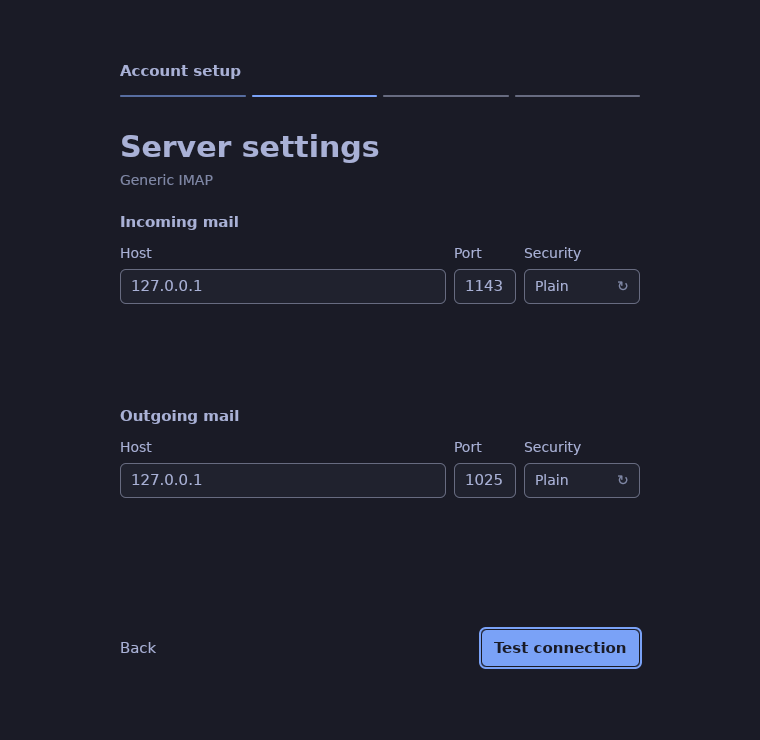 Account setup
Server settings
Generic IMAP
Incoming mail
Host Port Security
127.0.0.1 1143 Plain ↻
Outgoing mail
Host Port Security
127.0.0.1 1025 Plain ↻
Back Test connection